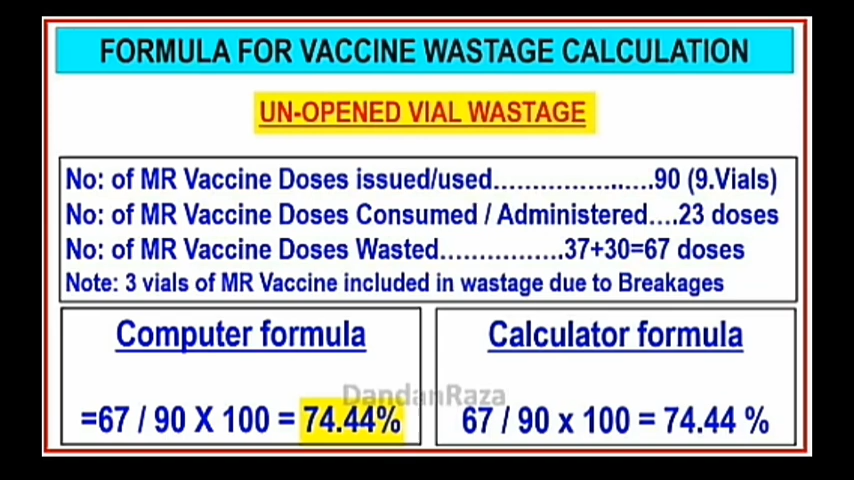 FORMULA FOR VACCINE WASTAGE CALCULATION
UN-OPENED VIAL WASTAGE
No: of MR Vaccine Doses issued/used....................90 (9.Vials)
No: of MR Vaccine Doses Consumed / Administered....23 doses
No: of MR Vaccine Doses Wasted................37+30=67 doses
Note: 3 vials of MR Vaccine included in wastage due to Breakages
Computer formula
=67 / 90 X 100 = 74.44%
Calculator formula
67 / 90 x 100 = 74.44 %
DandanRaza